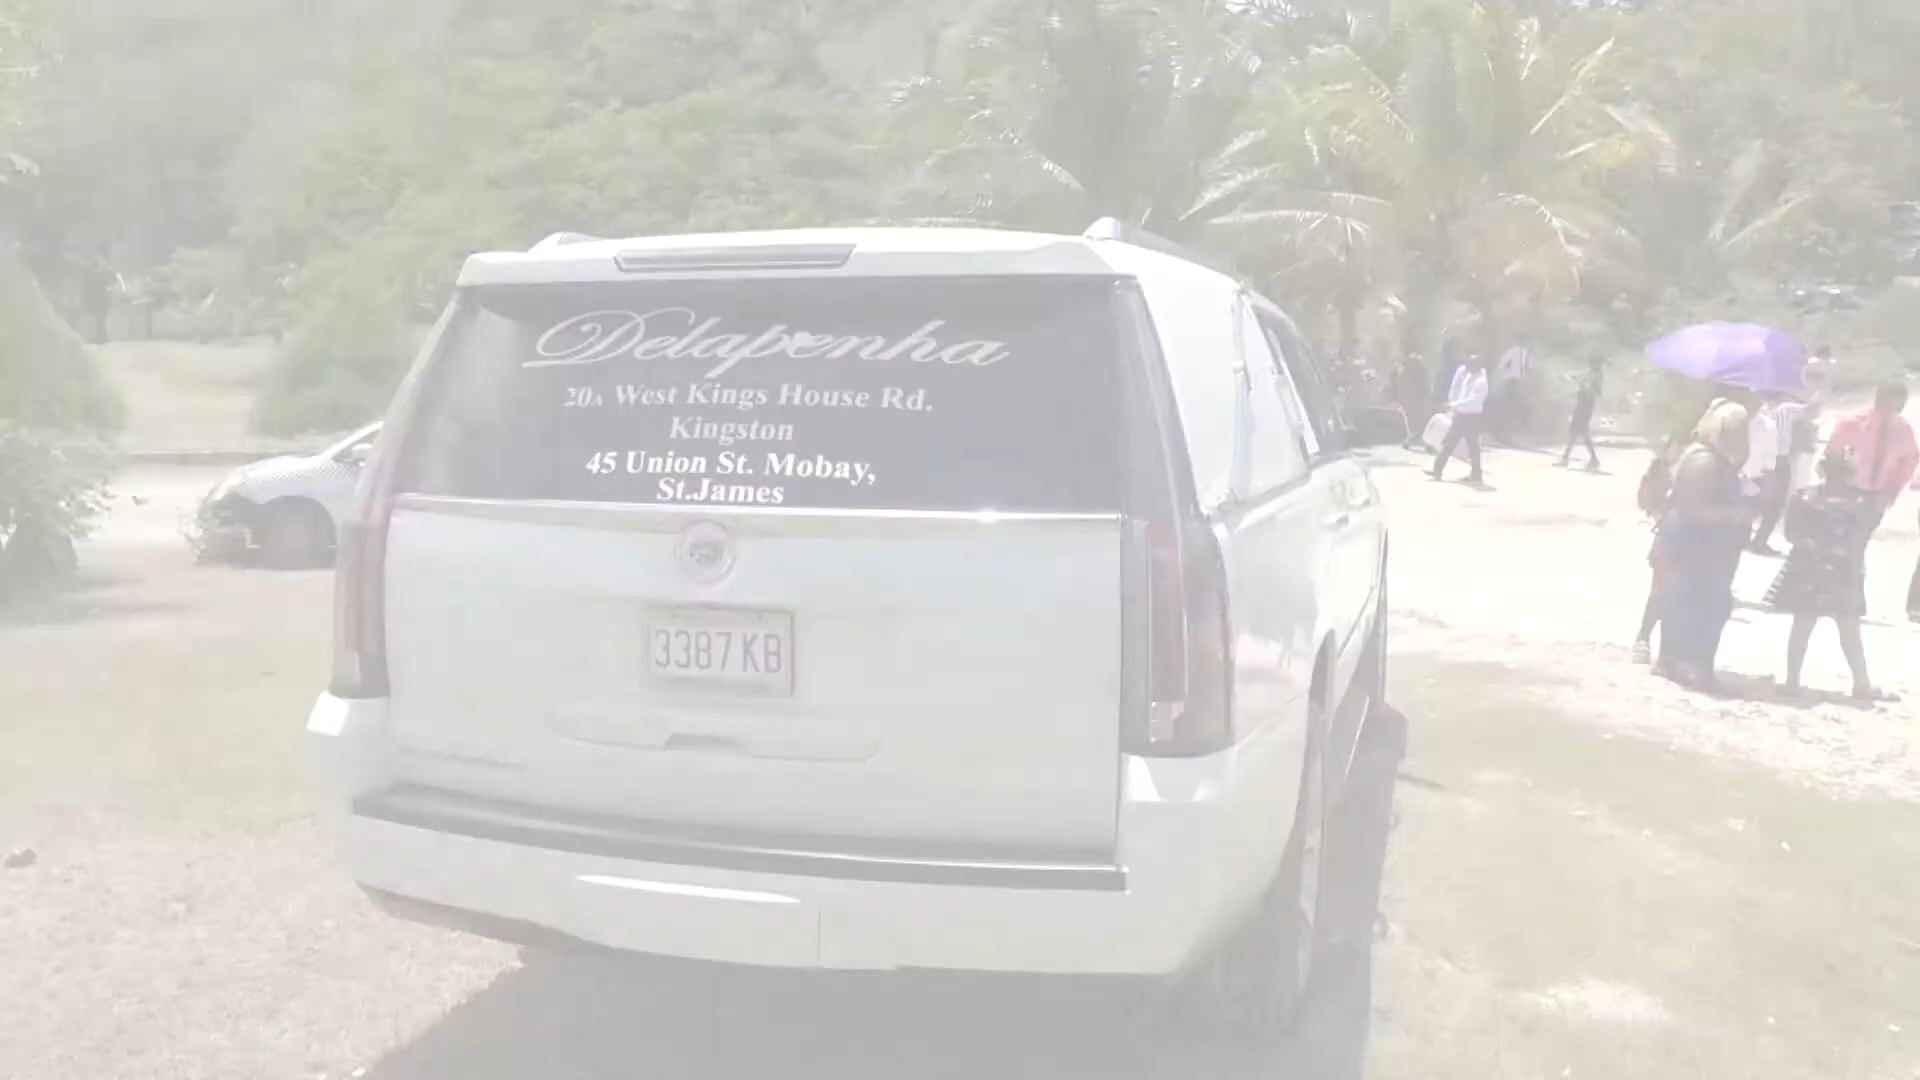 Delapenha
20A West Kings House Rd.
Kingston
45 Union St. Mobay,
St.James
3387 KB